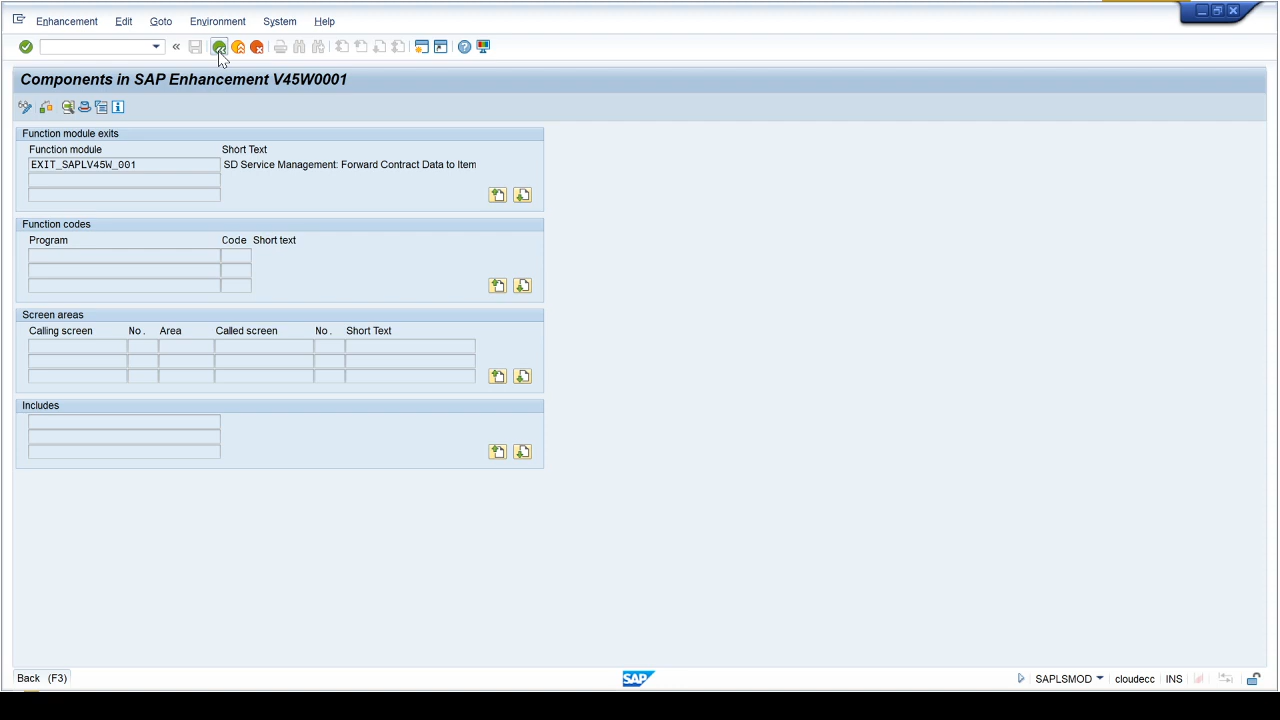 Enhancement Edit Goto Environment System Help
Components in SAP Enhancement V45W0001
Function module exits
Function module Short Text
EXIT_SAPLV45W_001 SD Service Management: Forward Contract Data to Item
Function codes
Program Code Short text
Screen areas
Calling screen No. Area Called screen No. Short Text
Includes
Back (F3) SAP SAPLSMOD cloudecc INS